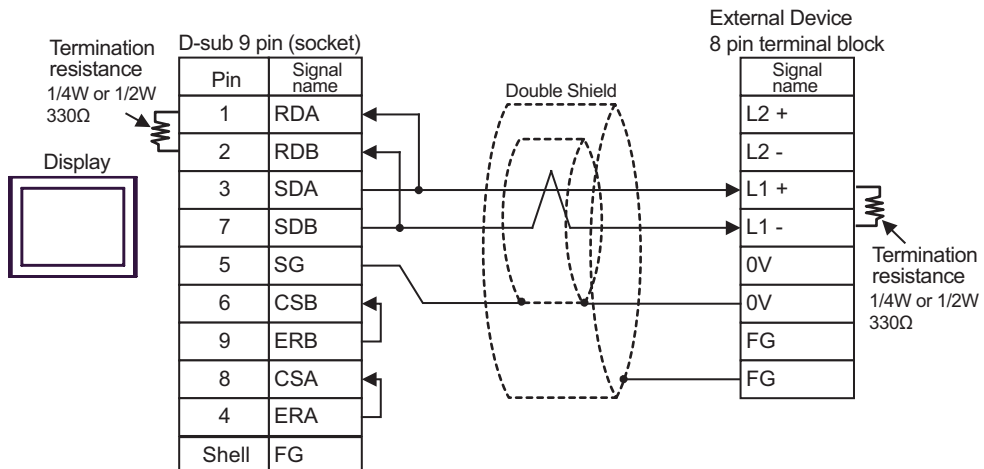 External Device
8 pin terminal block
D-sub 9 pin (socket)
Termination
resistance
1/4W or 1/2W
330Ω
Display
Double Shield
Pin Signal name
1 RDA
2 RDB
3 SDA
7 SDB
5 SG
6 CSB
9 ERB
8 CSA
4 ERA
Shell FG
Signal
name
L2 +
L2 -
L1 +
L1 -
0V
0V
FG
FG
Termination
resistance
1/4W or 1/2W
330Ω